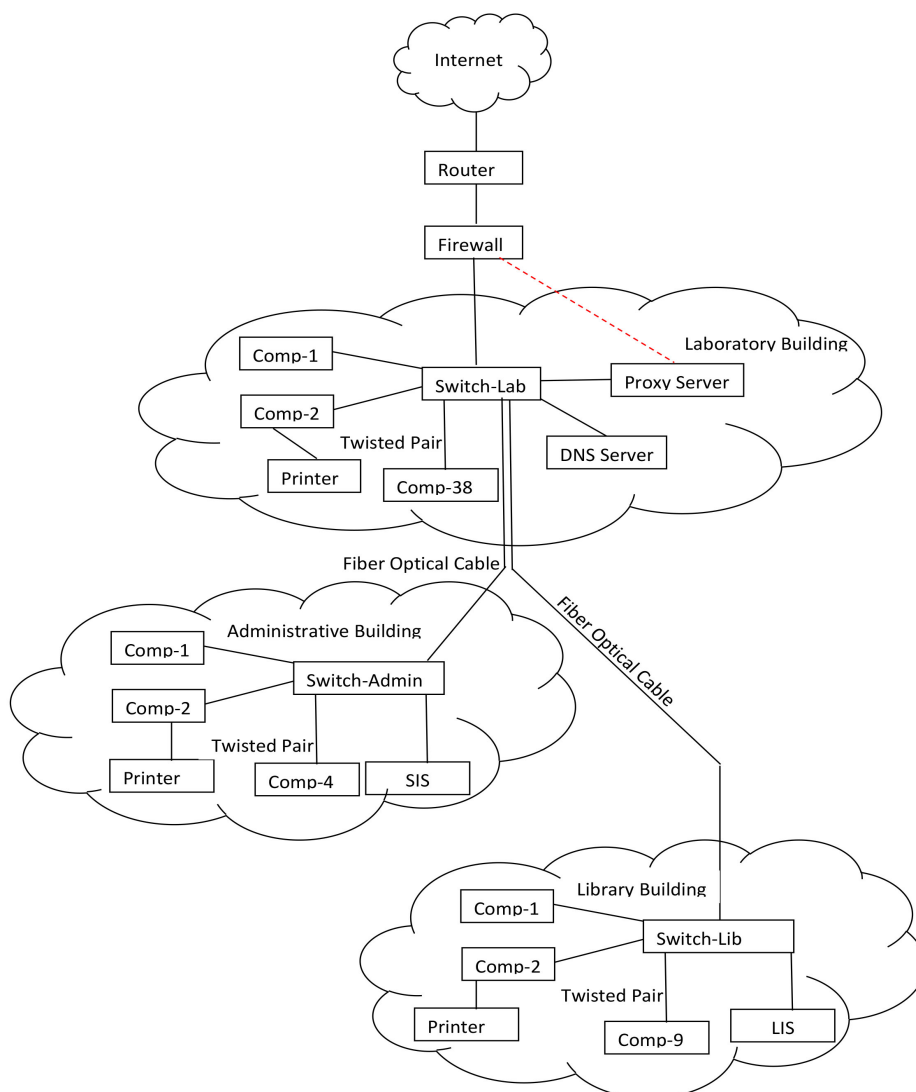 Internet
Router
Firewall
Laboratory Building
Comp-1
Switch-Lab
Proxy Server
Comp-2
Twisted Pair
DNS Server
Printer
Comp-38
Fiber Optical Cable
Fiber Optical Cable
Administrative Building
Comp-1
Switch-Admin
Comp-2
Twisted Pair
Printer
Comp-4
SIS
Library Building
Comp-1
Switch-Lib
Comp-2
Twisted Pair
Printer
Comp-9
LIS